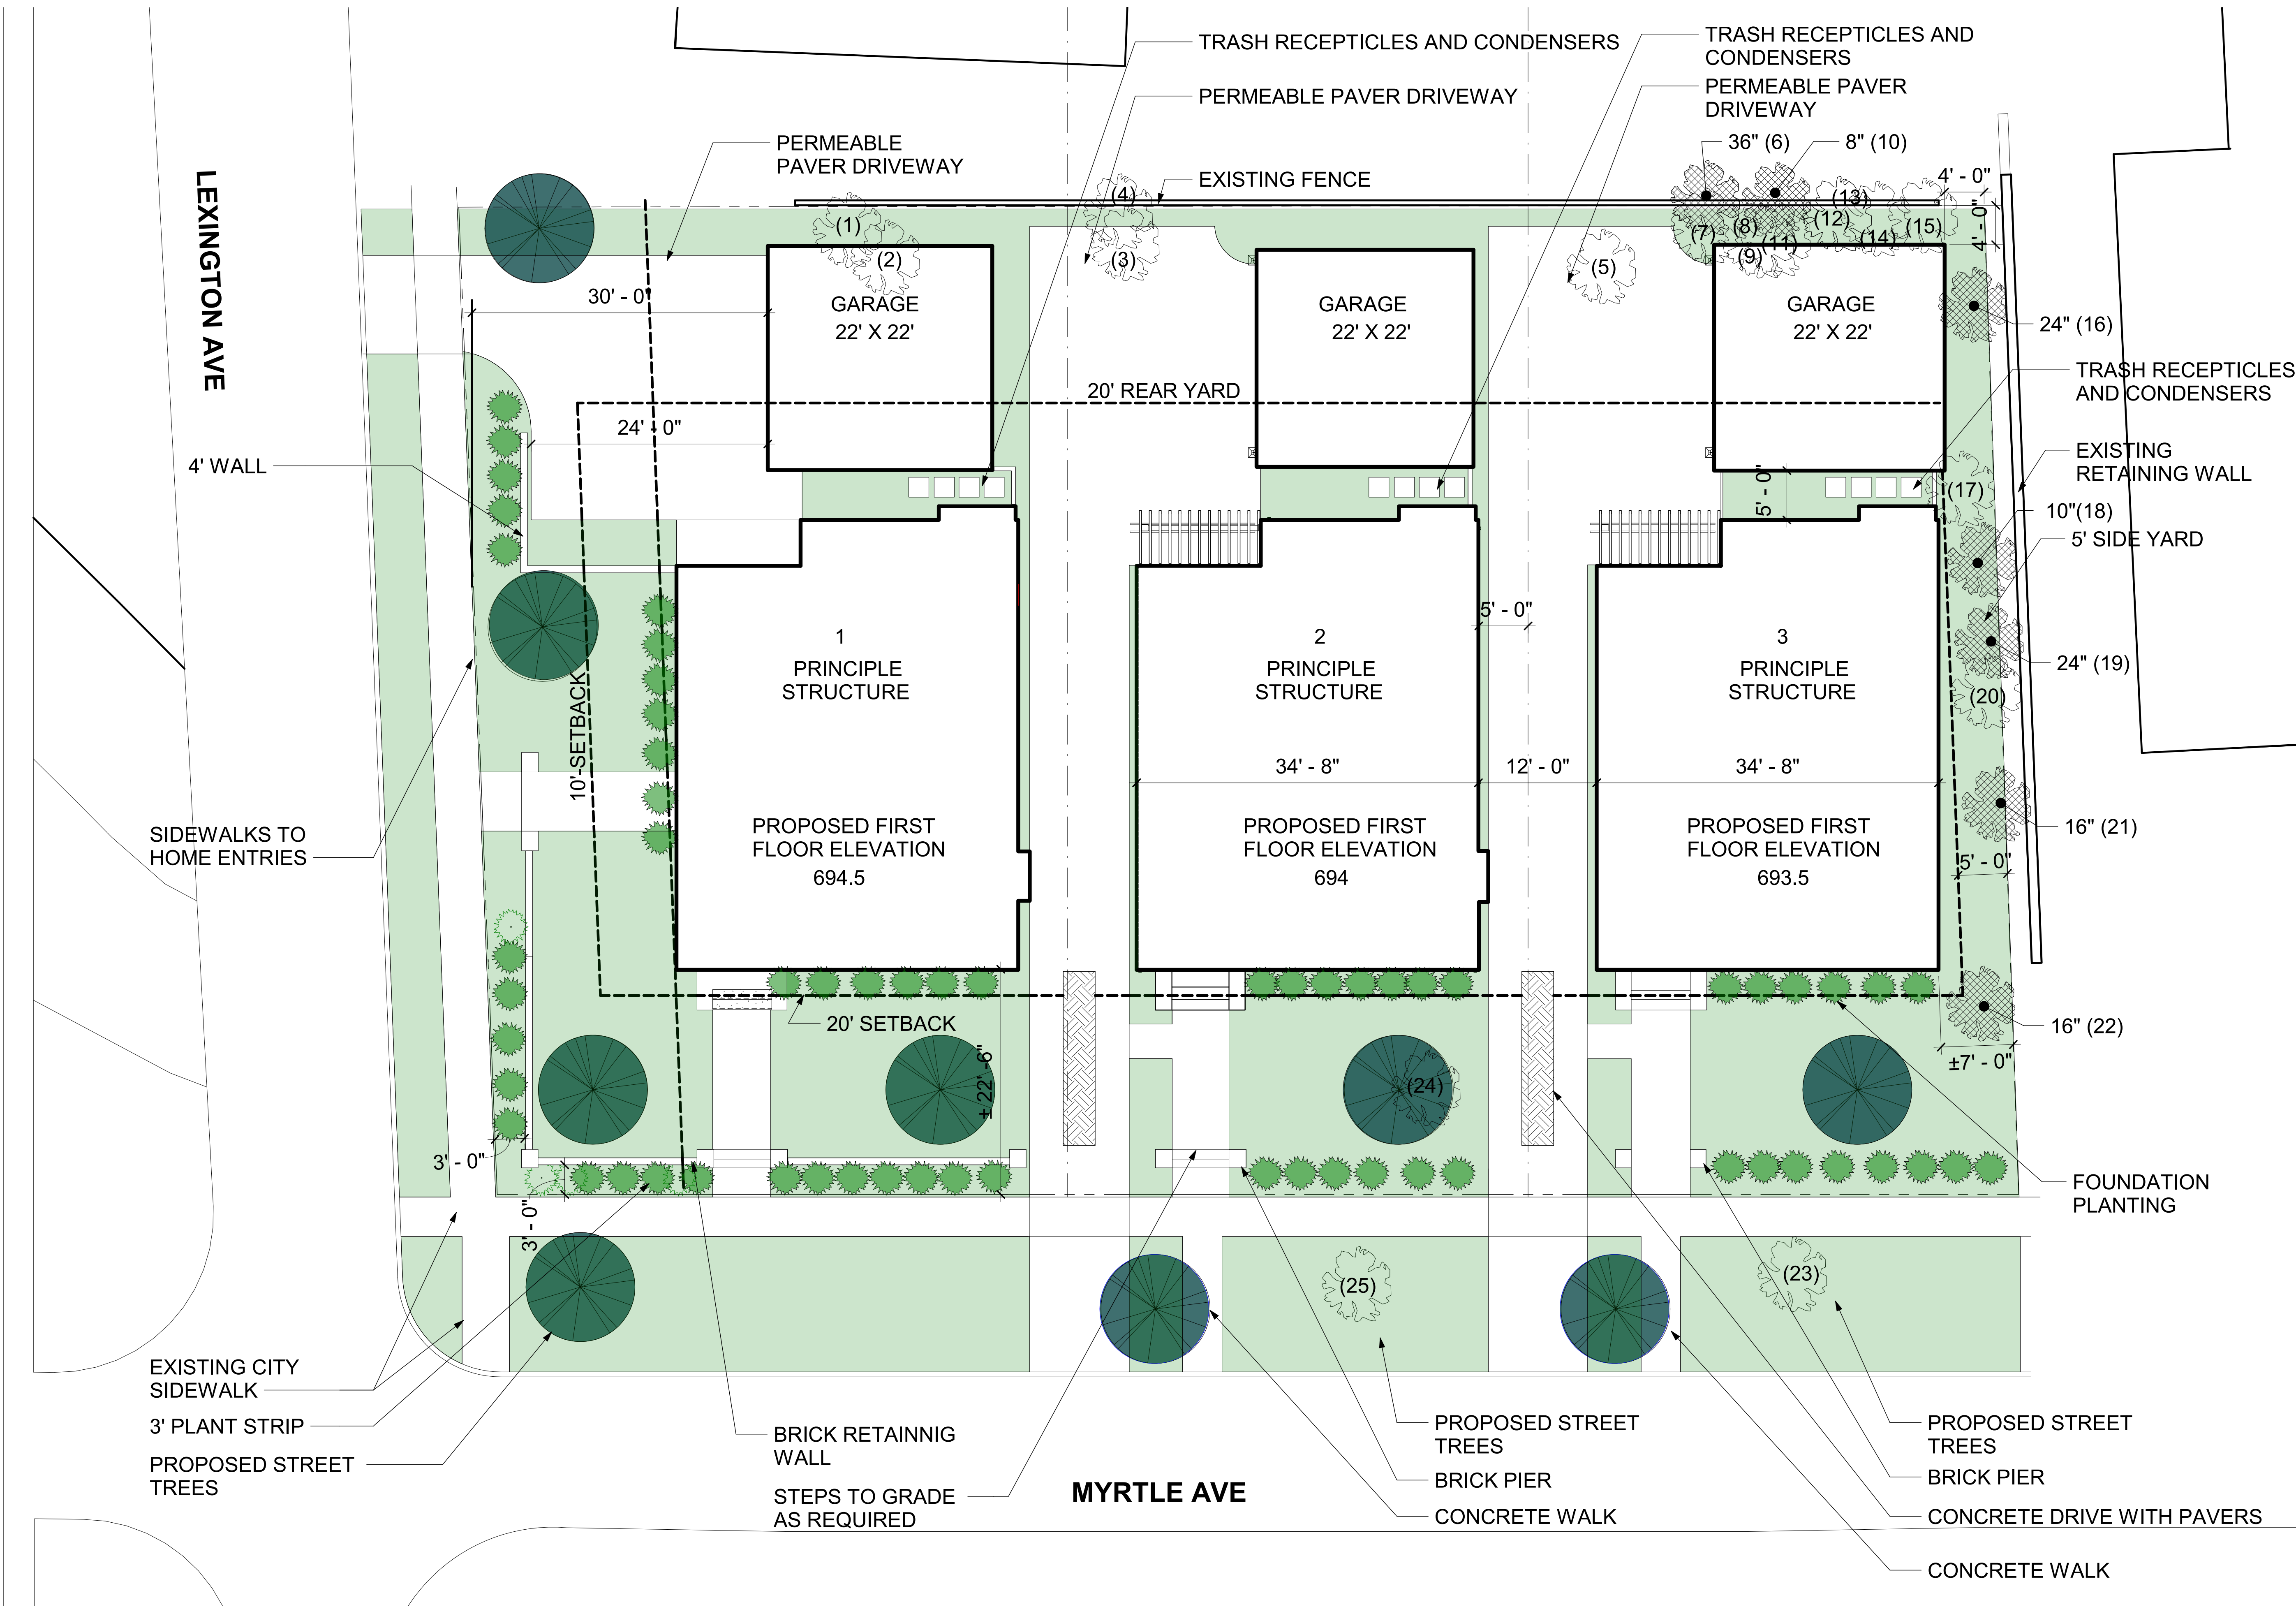 TRASH RECEPTICLES AND CONDENSERS
TRASH RECEPTICLES AND
CONDENSERS
PERMEABLE PAVER DRIVEWAY
PERMEABLE PAVER
DRIVEWAY
PERMEABLE
PAVER DRIVEWAY
36" (6)
8" (10)
EXISTING FENCE
4' - 0"
LEXINGTON AVE
(1)
(2)
(3)
(4)
(5)
(7)
(8)
(9)
(11)
(12)
(13)
(14)
(15)
4' - 0"
30' - 0"
GARAGE
22' X 22'
GARAGE
22' X 22'
GARAGE
22' X 22'
24" (16)
TRASH RECEPTICLES
AND CONDENSERS
20' REAR YARD
24' - 0"
4' WALL
EXISTING
RETAINING WALL
5' - 0"
(17)
10"(18)
5' SIDE YARD
5' - 0"
1
PRINCIPLE
STRUCTURE
2
PRINCIPLE
STRUCTURE
3
PRINCIPLE
STRUCTURE
24" (19)
(20)
10'-SETBACK
34' - 8"
12' - 0"
34' - 8"
SIDEWALKS TO
HOME ENTRIES
PROPOSED FIRST
FLOOR ELEVATION
694.5
PROPOSED FIRST
FLOOR ELEVATION
694
PROPOSED FIRST
FLOOR ELEVATION
693.5
16" (21)
5' - 0"
20' SETBACK
16" (22)
±7' - 0"
± 22' -6"
(24)
3' - 0"
3' - 0"
FOUNDATION
PLANTING
(25)
(23)
EXISTING CITY
SIDEWALK
3' PLANT STRIP
PROPOSED STREET
TREES
BRICK RETAINNIG
WALL
STEPS TO GRADE
AS REQUIRED
MYRTLE AVE
PROPOSED STREET
TREES
BRICK PIER
CONCRETE WALK
PROPOSED STREET
TREES
BRICK PIER
CONCRETE DRIVE WITH PAVERS
CONCRETE WALK